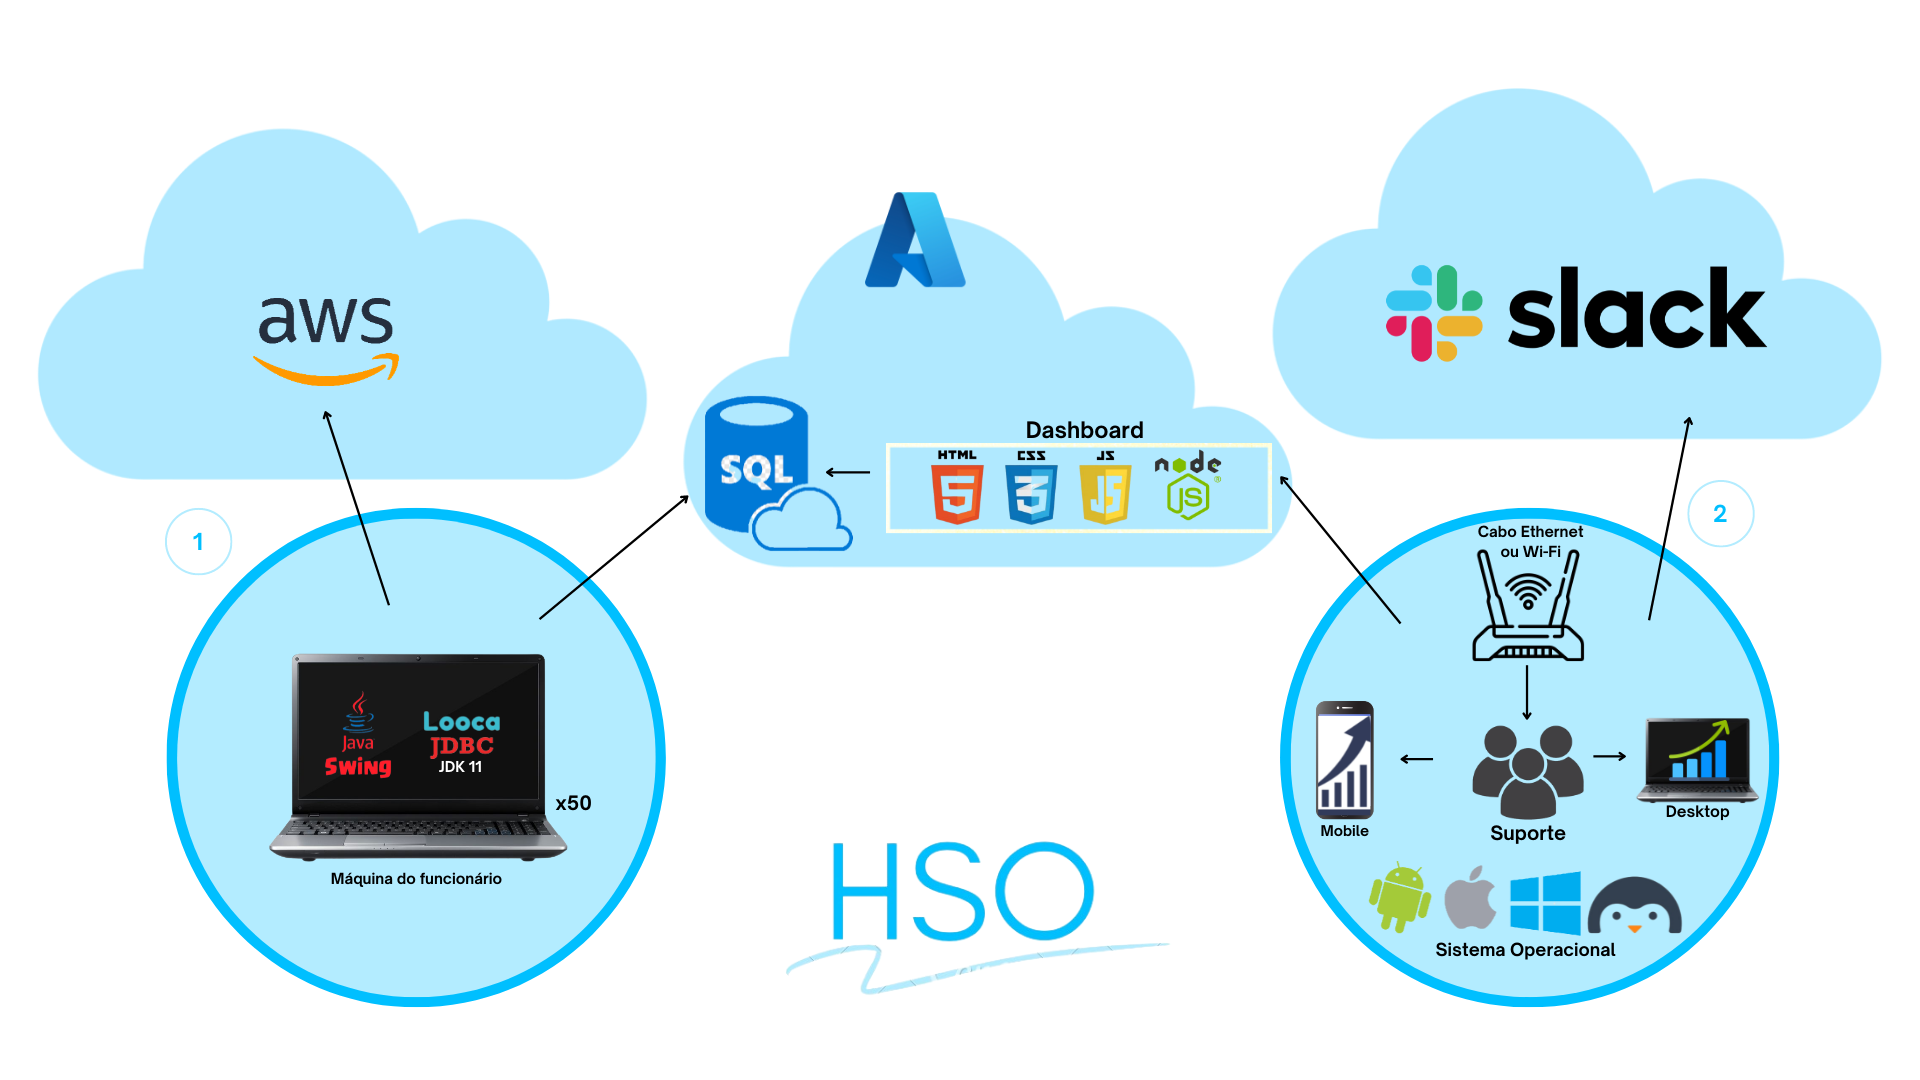 aws
1
Java
Swing
Looca
JDBC
JDK 11
x50
Máquina do funcionário
SQL
Dashboard
HTML
CSS
JS
node
JS
®
HSO
slack
2
Cabo Ethernet
ou Wi-Fi
Mobile
Suporte
Desktop
Sistema Operacional